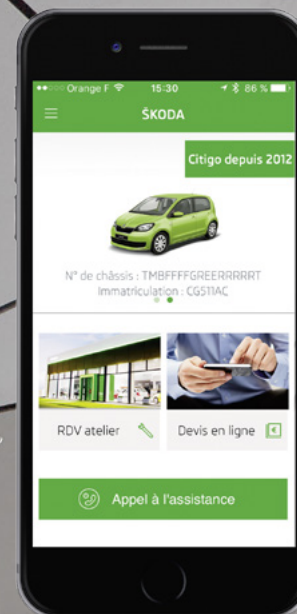 Orange F 15:30 86 %
ŠKODA
Citigo depuis 2012
N° de châssis : TMBFFFFGREERRRRRT
Immatriculation : CG511AC
RDV atelier
Devis en ligne
Appel à l'assistance